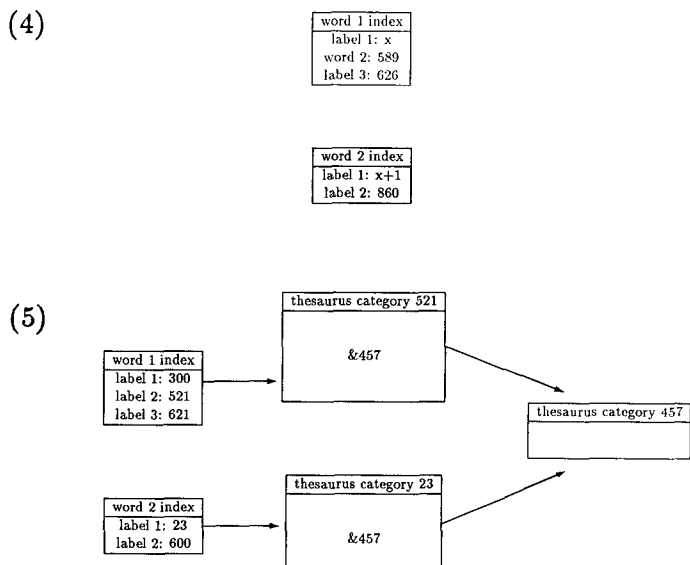 (4)
word 1 index
label 1: x
word 2: 589
label 3: 626
word 2 index
label 1: x+1
label 2: 860
(5)
thesaurus category 521
&457
word 1 index
label 1: 300
label 2: 521
label 3: 621
thesaurus category 457
thesaurus category 23
&457
word 2 index
label 1: 23
label 2: 600